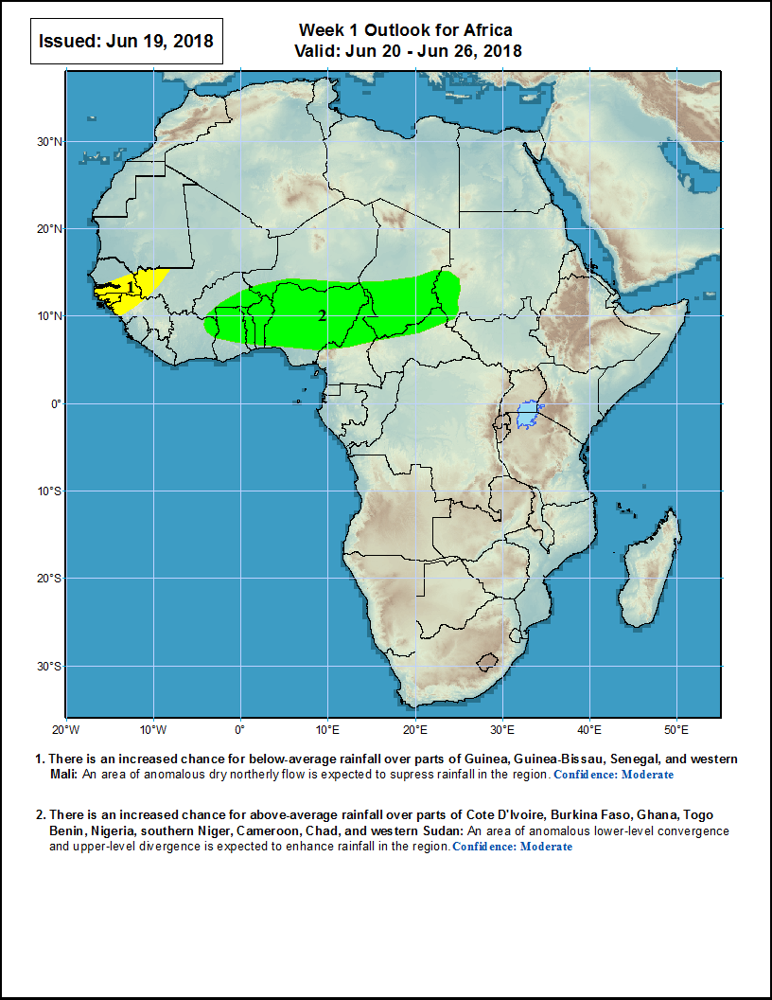 Issued: Jun 19, 2018
Week 1 Outlook for Africa
Valid: Jun 20 - Jun 26, 2018
30°N
20°N
10°N
0°
10°S
20°S
30°S
1
2
20°W
10°W
0°
10°E
20°E
30°E
40°E
50°E
1. There is an increased chance for below-average rainfall over parts of Guinea, Guinea-Bissau, Senegal, and western
Mali: An area of anomalous dry northerly flow is expected to supress rainfall in the region. Confidence: Moderate
2. There is an increased chance for above-average rainfall over parts of Cote D'Ivoire, Burkina Faso, Ghana, Togo
Benin, Nigeria, southern Niger, Cameroon, Chad, and western Sudan: An area of anomalous lower-level convergence
and upper-level divergence is expected to enhance rainfall in the region. Confidence: Moderate